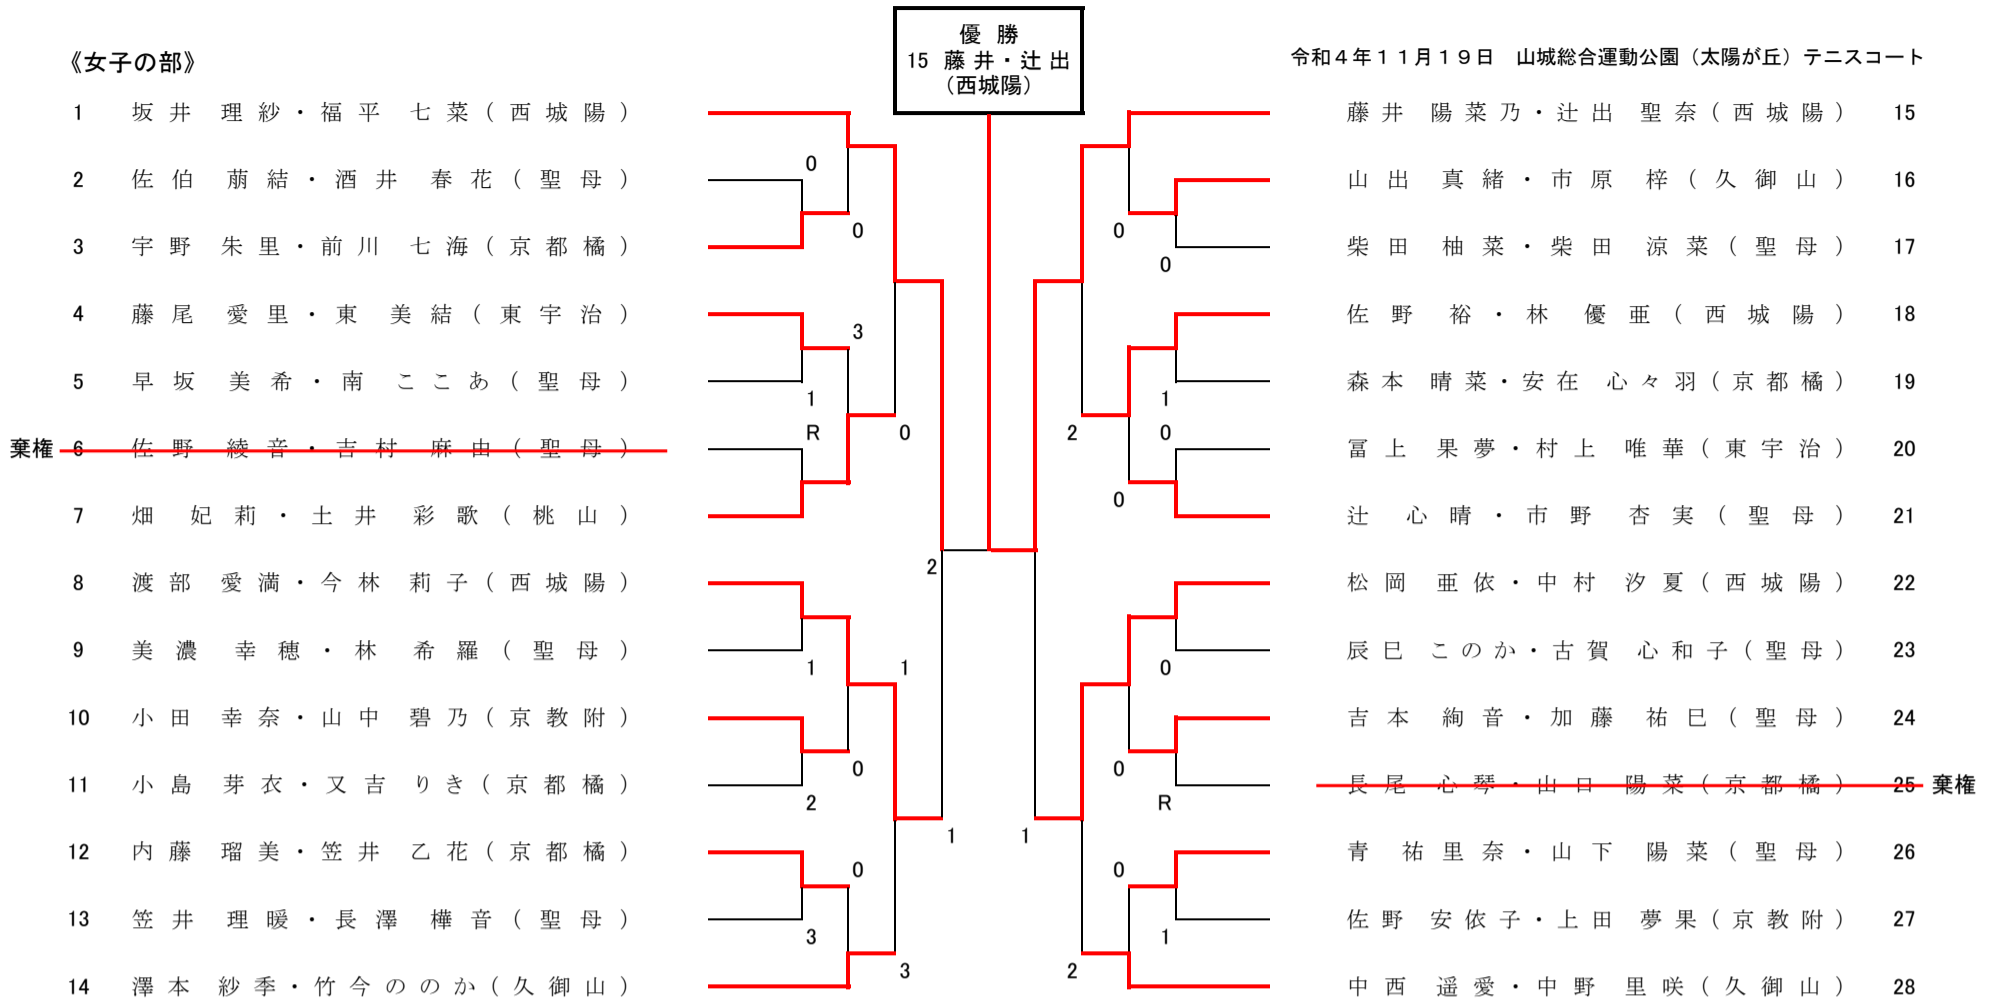 優勝
15 藤井・辻出
（西城陽）
《女子の部》
令和４年１１月１９日　山城総合運動公園（太陽が丘）テニスコート
1 坂井 理紗・福平 七菜（西城陽）
2 佐伯 萠結・酒井 春花（聖母）
3 宇野 朱里・前川 七海（京都橘）
4 藤尾 愛里・東 美結（東宇治）
5 早坂 美希・南 ここあ（聖母）
棄権 6 佐野 綾音・吉村 麻由（聖母）
7 畑 妃莉・土井 彩歌（桃山）
8 渡部 愛満・今林 莉子（西城陽）
9 美濃 幸穂・林 希羅（聖母）
10 小田 幸奈・山中 碧乃（京教附）
11 小島 芽衣・又吉 りき（京都橘）
12 内藤 瑠美・笠井 乙花（京都橘）
13 笠井 理暖・長澤 樺音（聖母）
14 澤本 紗季・竹今ののか（久御山）
0
0
3
1
R
0
2
1
1
0
2
0
3
3
1
藤井 陽菜乃・辻出 聖奈（西城陽） 15
山出 真緒・市原 梓（久御山） 16
柴田 柚菜・柴田 涼菜（聖母） 17
佐野 裕・林 優亜（西城陽） 18
森本 晴菜・安在 心々羽（京都橘） 19
冨上 果夢・村上 唯華（東宇治） 20
辻 心晴・市野 杏実（聖母） 21
松岡 亜依・中村 汐夏（西城陽） 22
辰巳 このか・古賀 心和子（聖母） 23
吉本 絢音・加藤 祐巳（聖母） 24
長尾 心琴・山口 陽菜（京都橘） 25 棄権
青 祐里奈・山下 陽菜（聖母） 26
佐野 安依子・上田 夢果（京教附） 27
中西 遥愛・中野 里咲（久御山） 28
0
0
1
2
0
0
0
0
R
1
0
1
2